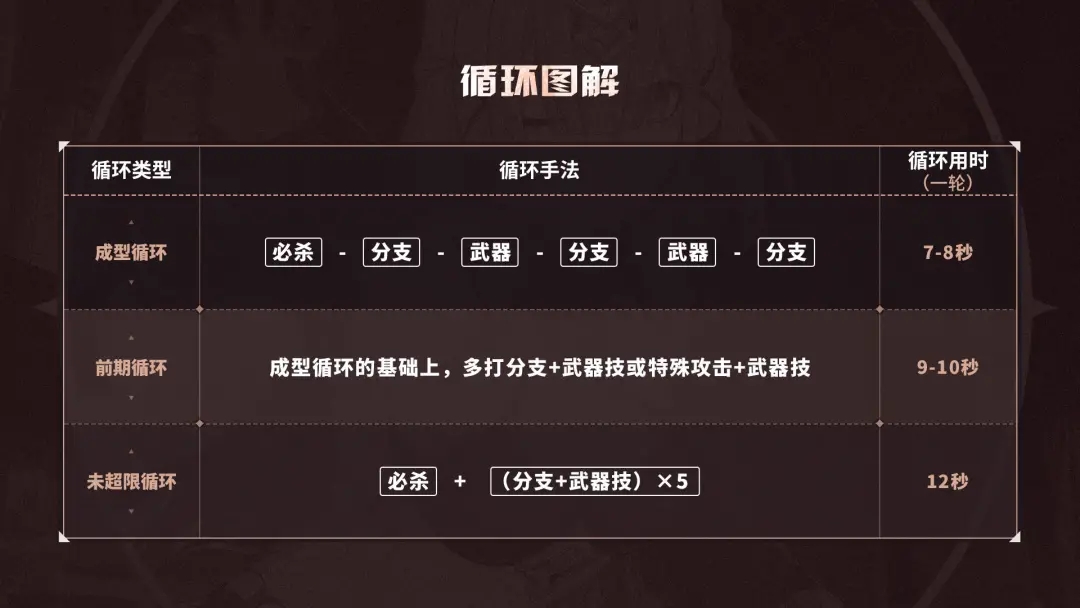 循环图解
循环类型 循环手法 循环用时
（一轮）
成型循环 必杀 - 分支 - 武器 - 分支 - 武器 - 分支 7-8秒
前期循环 成型循环的基础上，多打分支+武器技或特殊攻击+武器技 9-10秒
未超限循环 必杀 + （分支+武器技）×5 12秒